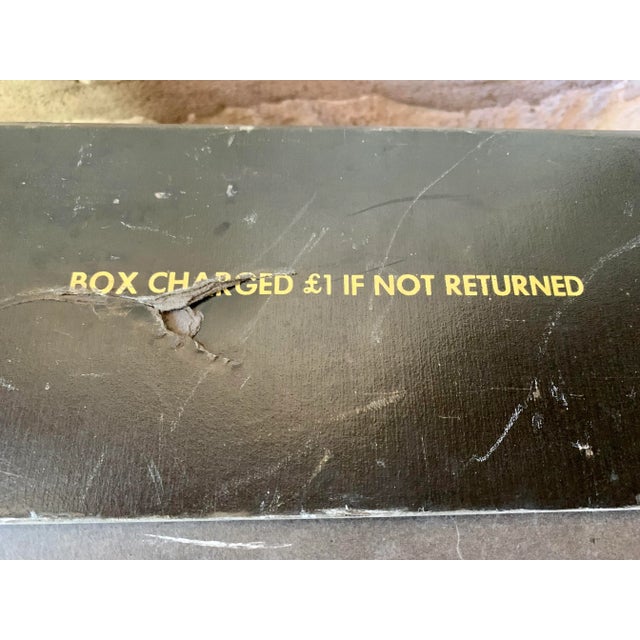 BOX CHARGED £1 IF NOT RETURNED